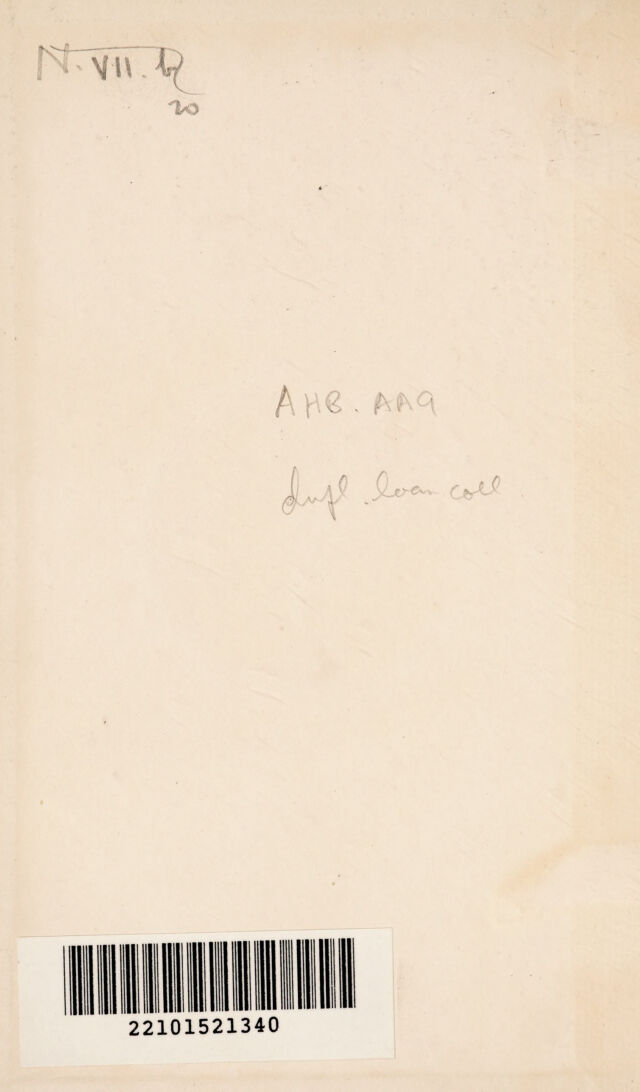 N. VII. b
20
AHB. AA9
dupl. loan coll
22101521340